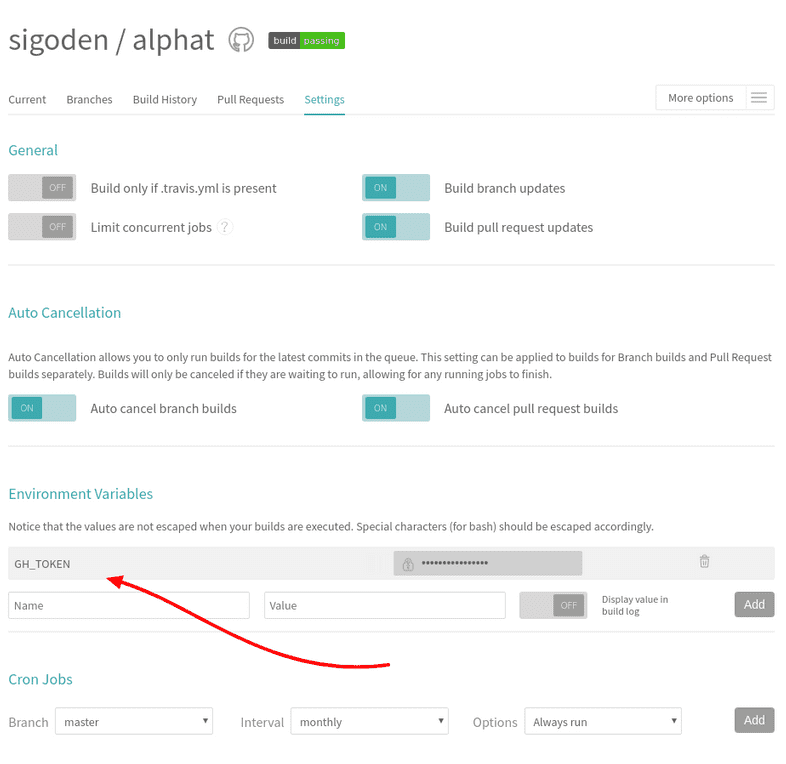 sigoden / alphat build passing
Current Branches Build History Pull Requests Settings More options
General
OFF Build only if .travis.yml is present ON Build branch updates
OFF Limit concurrent jobs ? ON Build pull request updates
Auto Cancellation
Auto Cancellation allows you to only run builds for the latest commits in the queue. This setting can be applied to builds for Branch builds and Pull Request
builds separately. Builds will only be canceled if they are waiting to run, allowing for any running jobs to finish.
ON Auto cancel branch builds ON Auto cancel pull request builds
Environment Variables
Notice that the values are not escaped when your builds are executed. Special characters (for bash) should be escaped accordingly.
GH_TOKEN ••••••••••••••••
Name Value OFF Display value in
build log Add
Cron Jobs
Branch master Interval monthly Options Always run Add